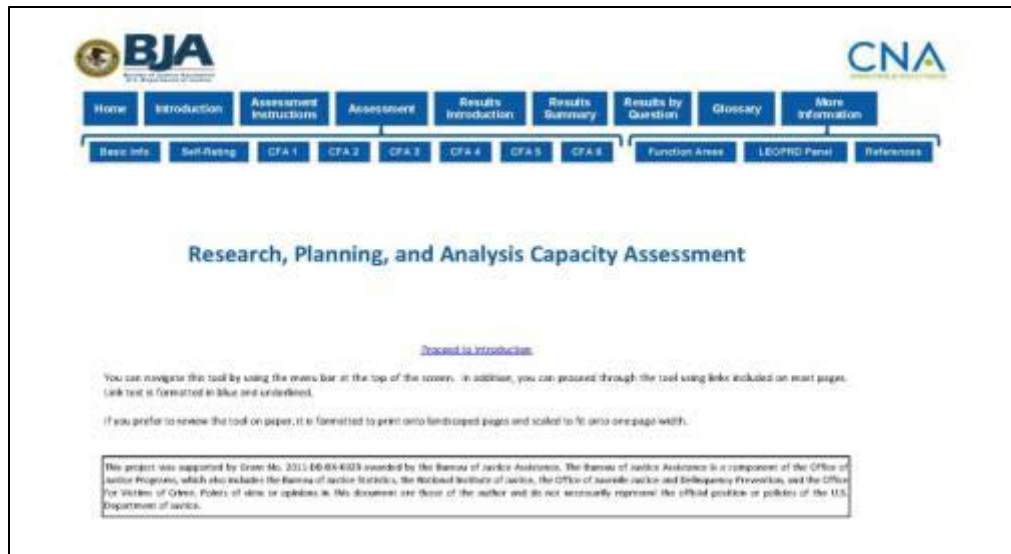 BJA
Bureau of Justice Assistance
U.S. Department of Justice
CNA
Home Introduction Assessment Instructions Assessment Results Introduction Results Summary Results by Question Glossary More Information
Basic Info Self-Rating CFA 1 CFA 2 CFA 3 CFA 4 CFA 5 CFA 6 Function Areas LEOPRD Panel References
Research, Planning, and Analysis Capacity Assessment
Proceed to Introduction
You can navigate this tool by using the menu bar at the top of the screen. In addition, you can proceed through the tool using links included on most pages.
Link text is formatted in blue and underlined.
If you prefer to review the tool on paper, it is formatted to print onto landscaped pages and scaled to fit onto one page width.
This project was supported by Grant No. awarded by the Bureau of Justice Assistance. The Bureau of Justice Assistance is a component of the Office of
Justice Programs, which also includes the Bureau of Justice Statistics, the National Institute of Justice, the Office of Juvenile Justice and Delinquency Prevention, and the Office
for Victims of Crime. Points of view or opinions in this document are those of the author and do not necessarily represent the official position or policies of the U.S.
Department of Justice.